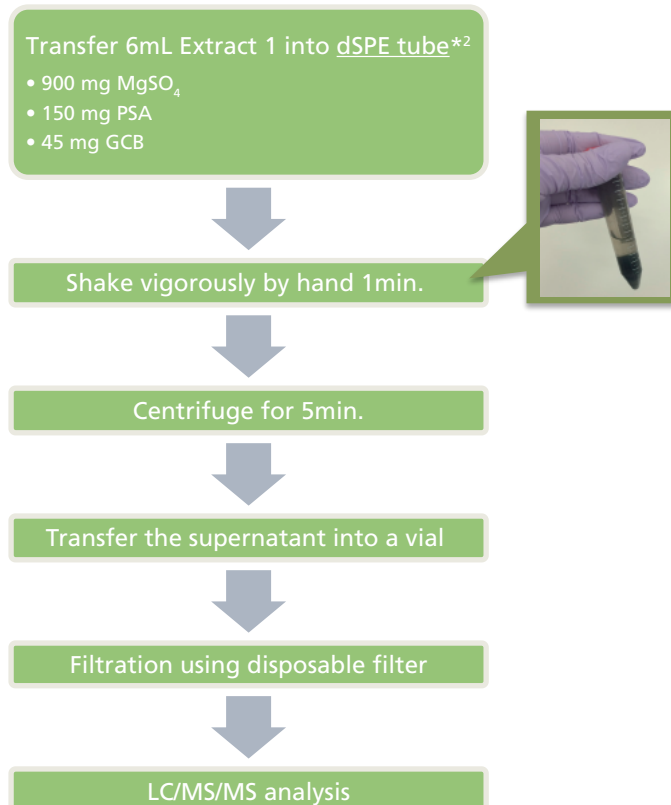 Transfer 6mL Extract 1 into dSPE tube*²
• 900 mg MgSO₄
• 150 mg PSA
• 45 mg GCB
Shake vigorously by hand 1min.
Centrifuge for 5min.
Transfer the supernatant into a vial
Filtration using disposable filter
LC/MS/MS analysis